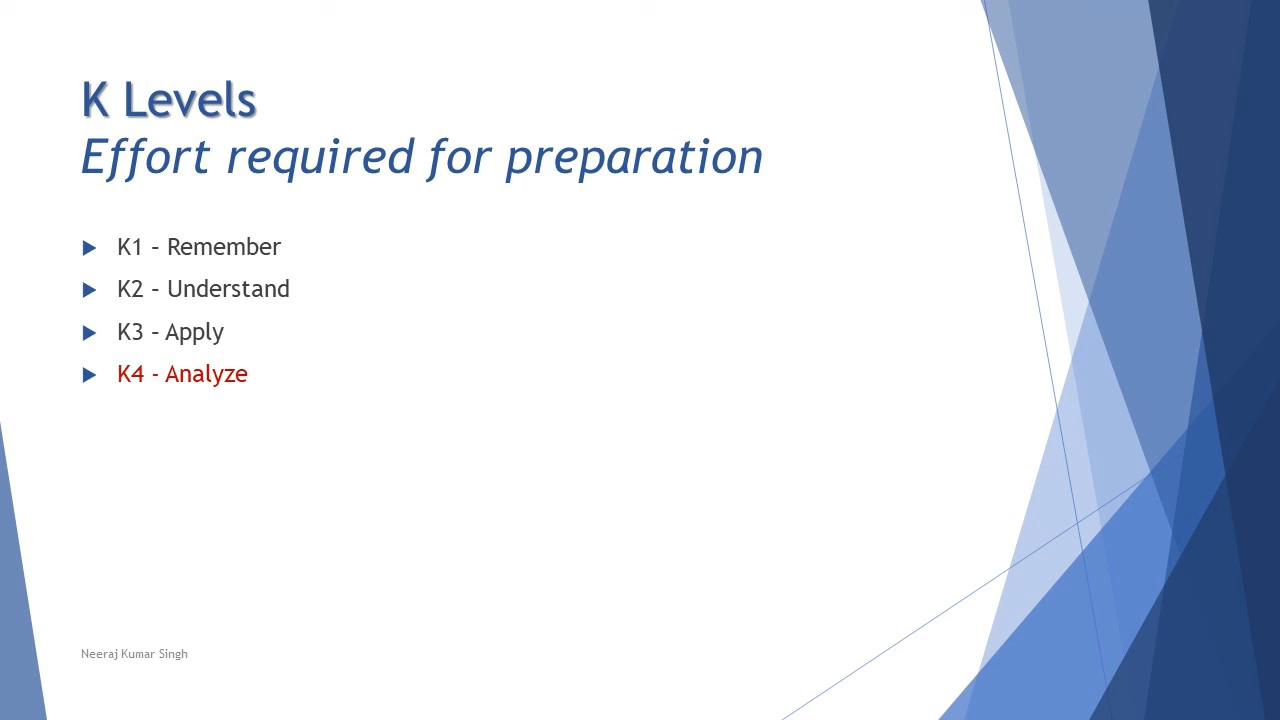 K Levels
Effort required for preparation
K1 – Remember
K2 – Understand
K3 – Apply
K4 - Analyze
Neeraj Kumar Singh